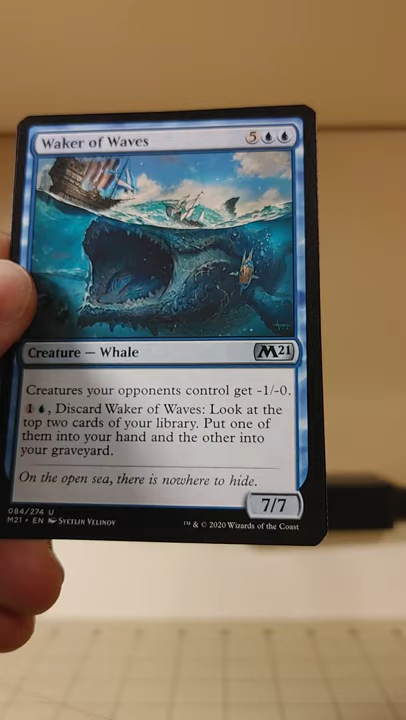 Waker of Waves 5
Creature — Whale M21
Creatures your opponents control get -1/-0.
1, Discard Waker of Waves: Look at the
top two cards of your library. Put one of
them into your hand and the other into
your graveyard.
On the open sea, there is nowhere to hide.
7/7
084/274 U
M21 • EN Svetlin Velinov ™ & © 2020 Wizards of the Coast